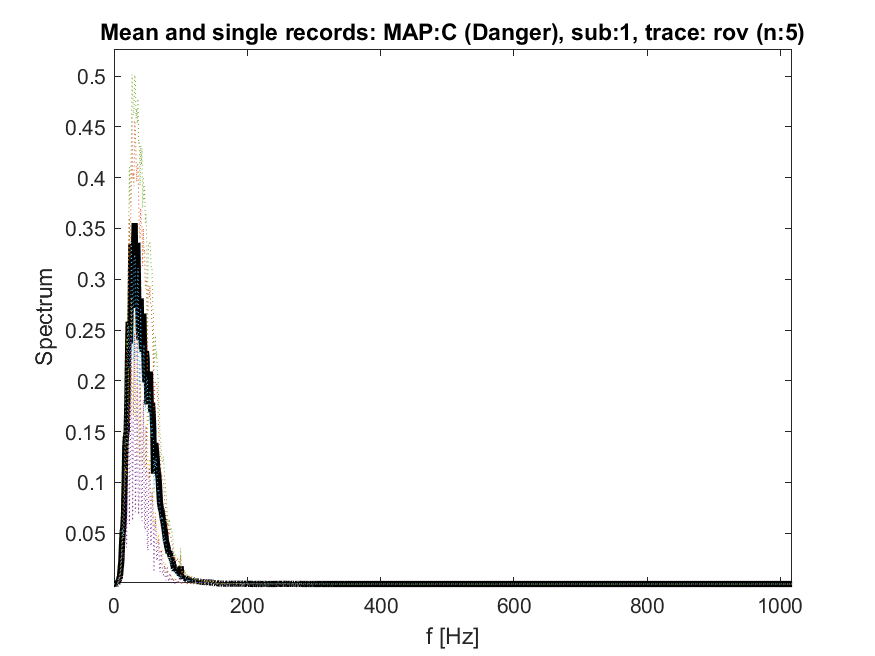 Mean and single records: MAP:C (Danger), sub:1, trace: rov (n:5)
0.5
0.45
0.4
0.35
0.3
0.25
0.2
0.15
0.1
0.05
Spectrum
0 200 400 600 800 1000
f [Hz]